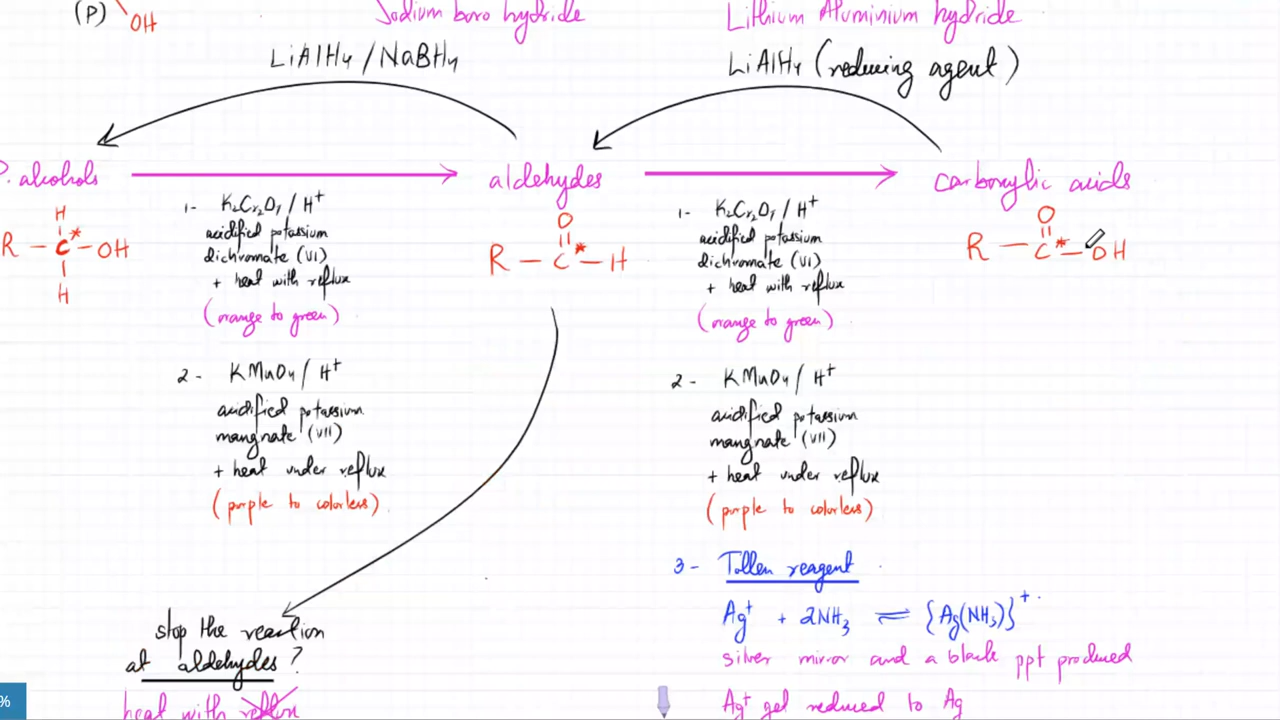 (P)
OH
Sodium boro hydride
Lithium Aluminium hydride
LiAlH4 / NaBH4
LiAlH4 (reducing agent)
P. alcohols
aldehydes
carboxylic acids
H
R - C* - OH
H
O
R - C* - H
O
R - C* - OH
1- K2Cr2O7 / H+
acidified potassium
dichromate (VI)
+ heat with reflux
(orange to green)
2- KMnO4 / H+
acidified potassium
mangnate (VII)
+ heat under reflux
(purple to colorless)
1- K2Cr2O7 / H+
acidified potassium
dichromate (VI)
+ heat with reflux
(orange to green)
2- KMnO4 / H+
acidified potassium
mangnate (VII)
+ heat under reflux
(purple to colorless)
3- Tollen reagent
Ag+ + 2NH3 ⇌ {Ag(NH3)}+
silver mirror and a black ppt produced
Ag+ get reduced to Ag
stop the reaction
at aldehydes?
heat with reflux
%